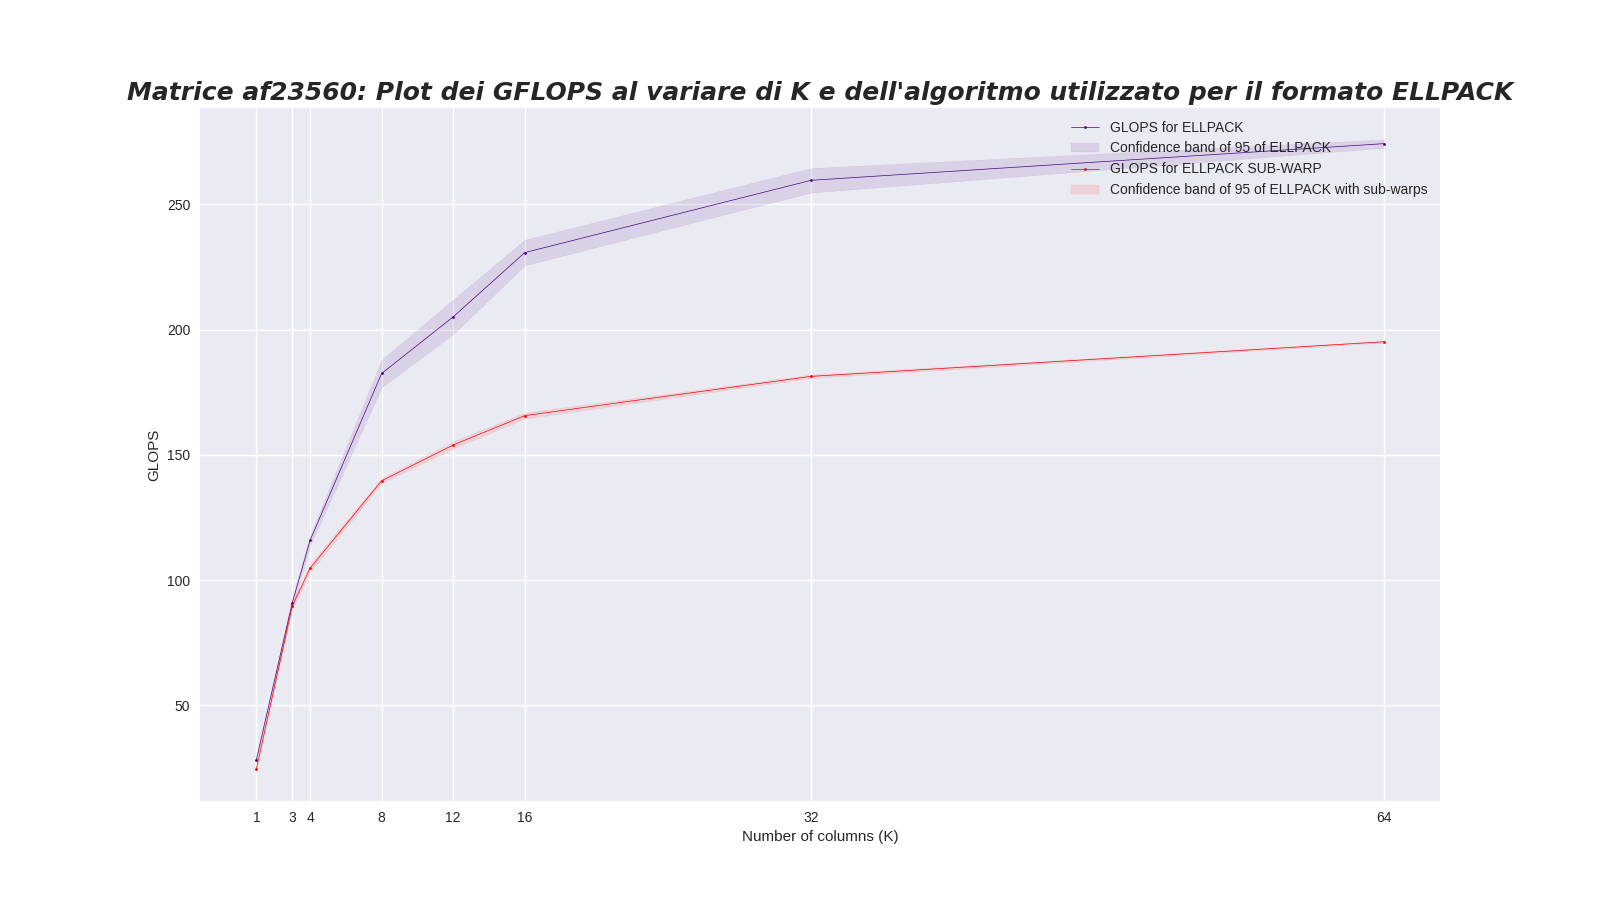 Matrice af23560: Plot dei GFLOPS al variare di K e dell'algoritmo utilizzato per il formato ELLPACK
GLOPS for ELLPACK
Confidence band of 95 of ELLPACK
GLOPS for ELLPACK SUB-WARP
Confidence band of 95 of ELLPACK with sub-warps
250
200
150
100
50
GLOPS
1 3 4 8 12 16 32 64
Number of columns (K)